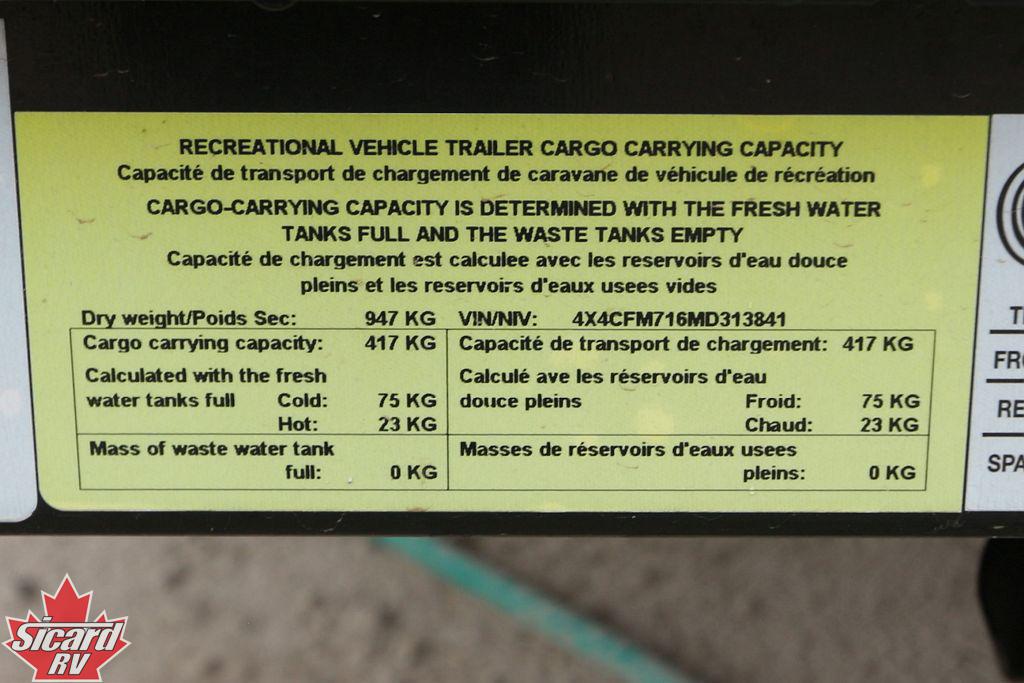 RECREATIONAL VEHICLE TRAILER CARGO CARRYING CAPACITY
Capacité de transport de chargement de caravane de véhicule de récréation
CARGO-CARRYING CAPACITY IS DETERMINED WITH THE FRESH WATER
TANKS FULL AND THE WASTE TANKS EMPTY
Capacité de chargement est calculee avec les reservoirs d'eau douce
pleins et les reservoirs d'eaux usees vides
Dry weight/Poids Sec: 947 KG VIN/NIV: 4X4CFM716MD313841
Cargo carrying capacity: 417 KG
Calculated with the fresh
water tanks full Cold: 75 KG
Hot: 23 KG
Mass of waste water tank
full: 0 KG
Capacité de transport de chargement: 417 KG
Calculé ave les réservoirs d'eau
douce pleins Froid: 75 KG
Chaud: 23 KG
Masses de réservoirs d'eaux usees
pleins: 0 KG
Sicard
RV